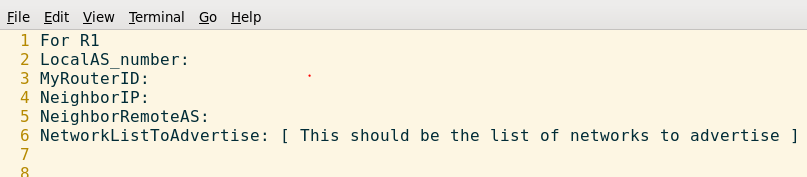 File Edit View Terminal Go Help
1 For R1
2 LocalAS_number:
3 MyRouterID:
4 NeighborIP:
5 NeighborRemoteAS:
6 NetworkListToAdvertise: [ This should be the list of networks to advertise ]
7
8